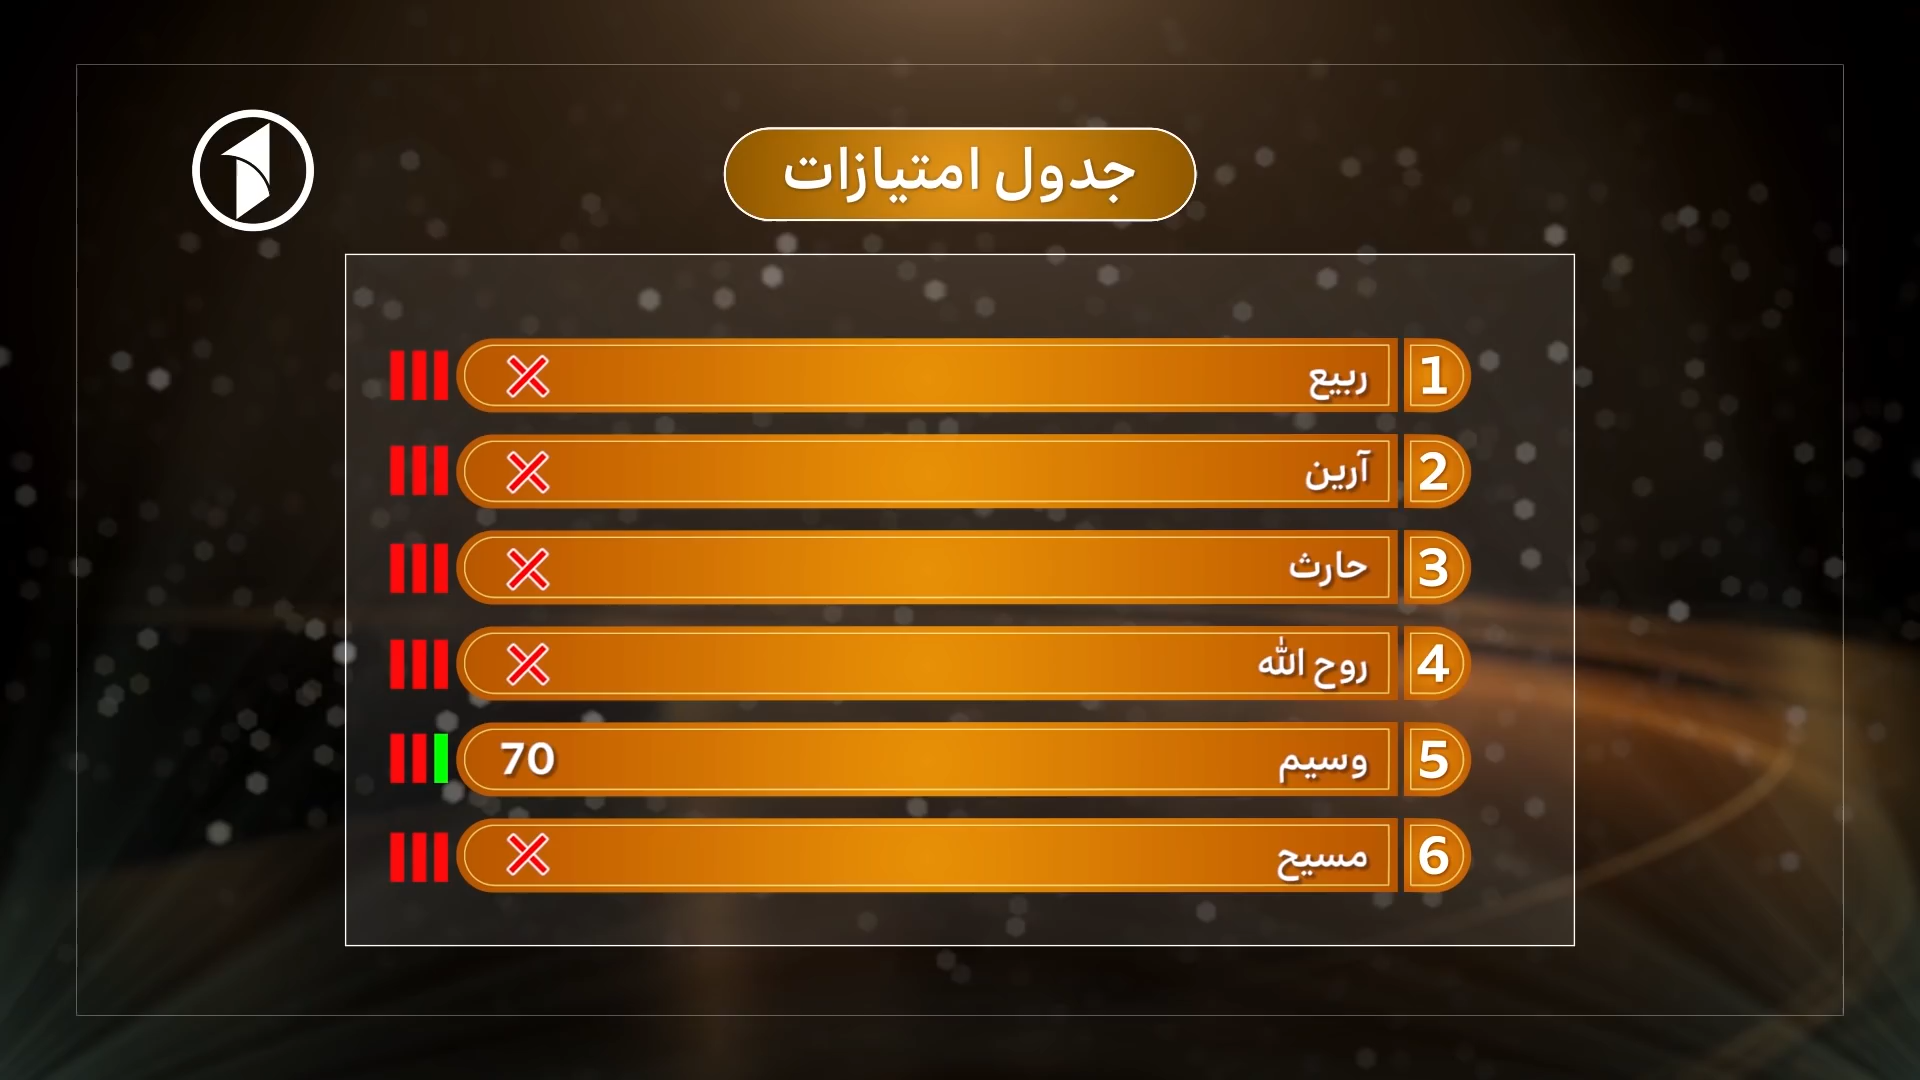 جدول امتیازات
1 ربیع
2 آرین
3 حارث
4 روح الله
5 وسیم 70
6 مسیح